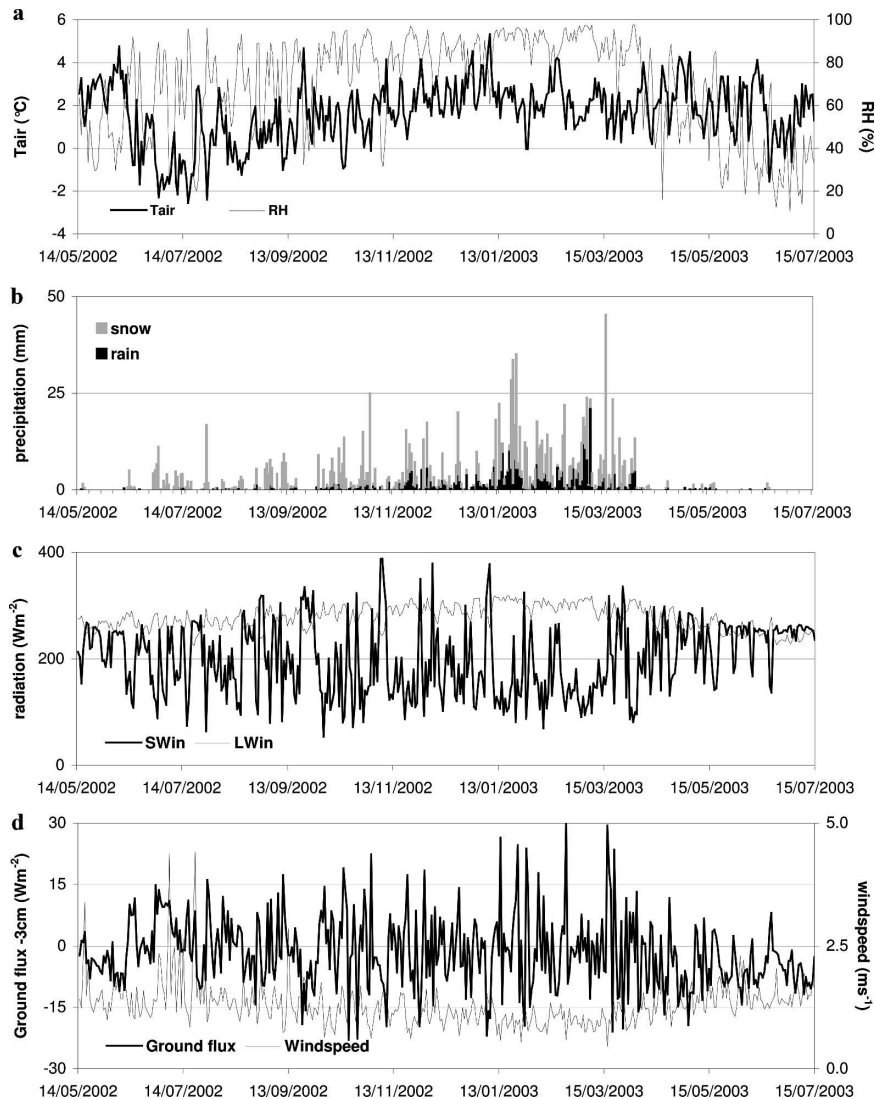 a
6
100
4
80
2
60
0
40
-2
20
-4
0
Tair (°C)
RH (%)
Tair
RH
14/05/2002 14/07/2002 13/09/2002 13/11/2002 13/01/2003 15/03/2003 15/05/2003 15/07/2003
b
50
25
0
precipitation (mm)
snow
rain
14/05/2002 14/07/2002 13/09/2002 13/11/2002 13/01/2003 15/03/2003 15/05/2003 15/07/2003
c
400
200
0
radiation (Wm⁻²)
SWin
LWin
14/05/2002 14/07/2002 13/09/2002 13/11/2002 13/01/2003 15/03/2003 15/05/2003 15/07/2003
d
30
5.0
15
0
2.5
-15
-30
0.0
Ground flux -3cm (Wm⁻²)
windspeed (ms⁻¹)
Ground flux
Windspeed
14/05/2002 14/07/2002 13/09/2002 13/11/2002 13/01/2003 15/03/2003 15/05/2003 15/07/2003